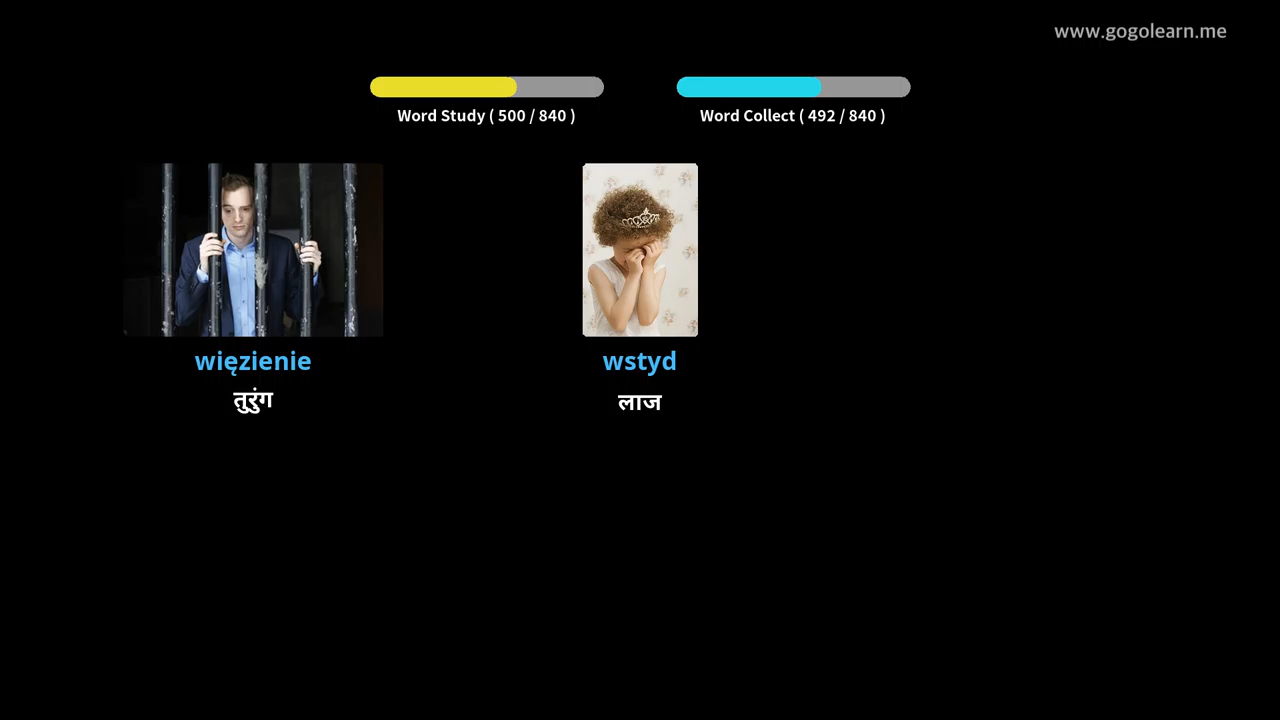 www.gogolearn.me
Word Study ( 500 / 840 )
Word Collect ( 492 / 840 )
więzienie
तुरुंग
wstyd
लाज